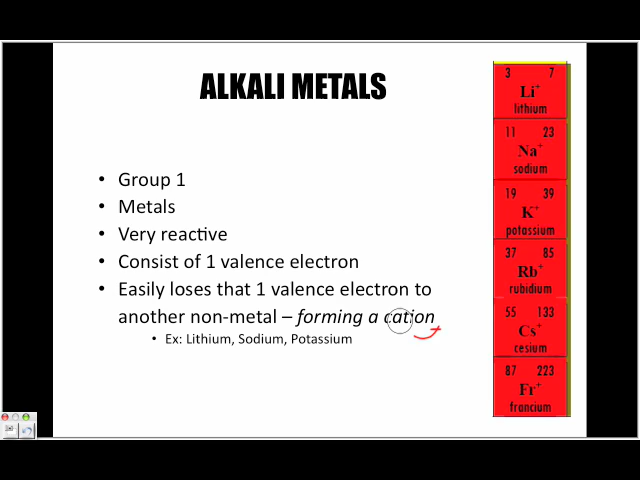 ALKALI METALS
• Group 1
• Metals
• Very reactive
• Consist of 1 valence electron
• Easily loses that 1 valence electron to
another non-metal – forming a cation
• Ex: Lithium, Sodium, Potassium
3 7
Li+
lithium
11 23
Na+
sodium
19 39
K+
potassium
37 85
Rb+
rubidium
55 133
Cs+
cesium
87 223
Fr+
francium